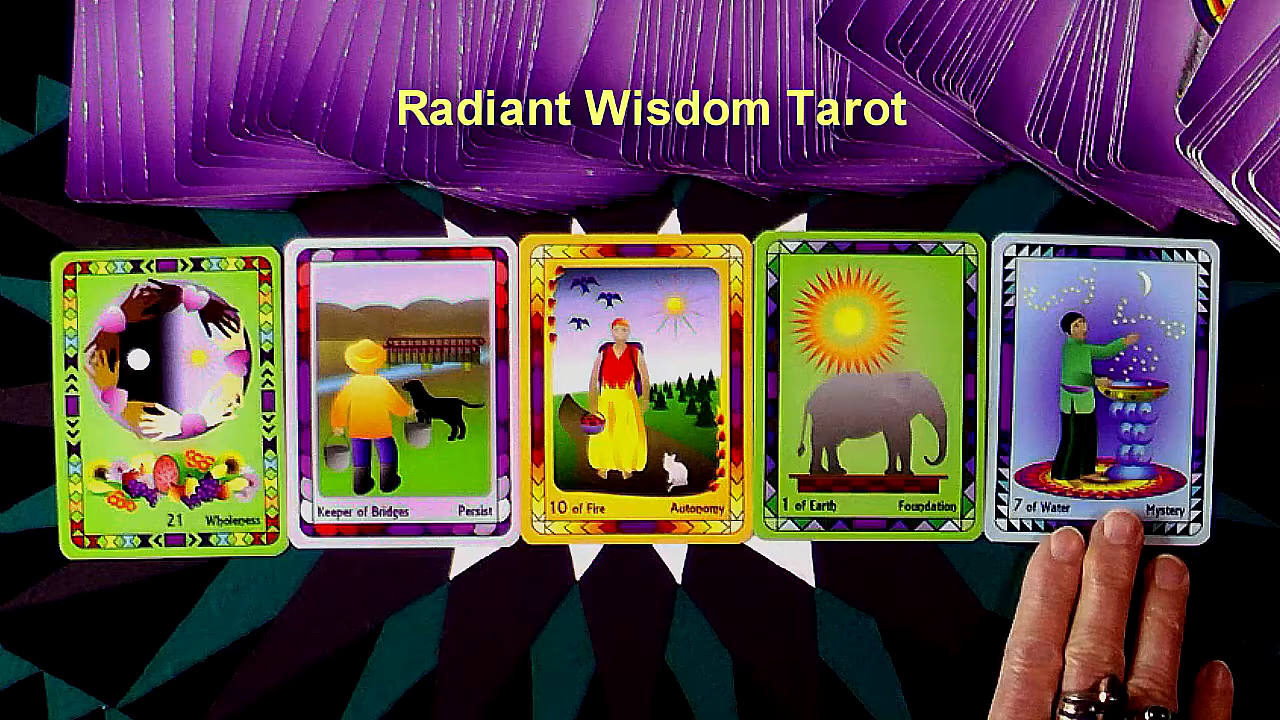 Radiant Wisdom Tarot
21 Wholeness
Keeper of Bridges Persist
10 of Fire Autonomy
1 of Earth Foundation
7 of Water Mystery